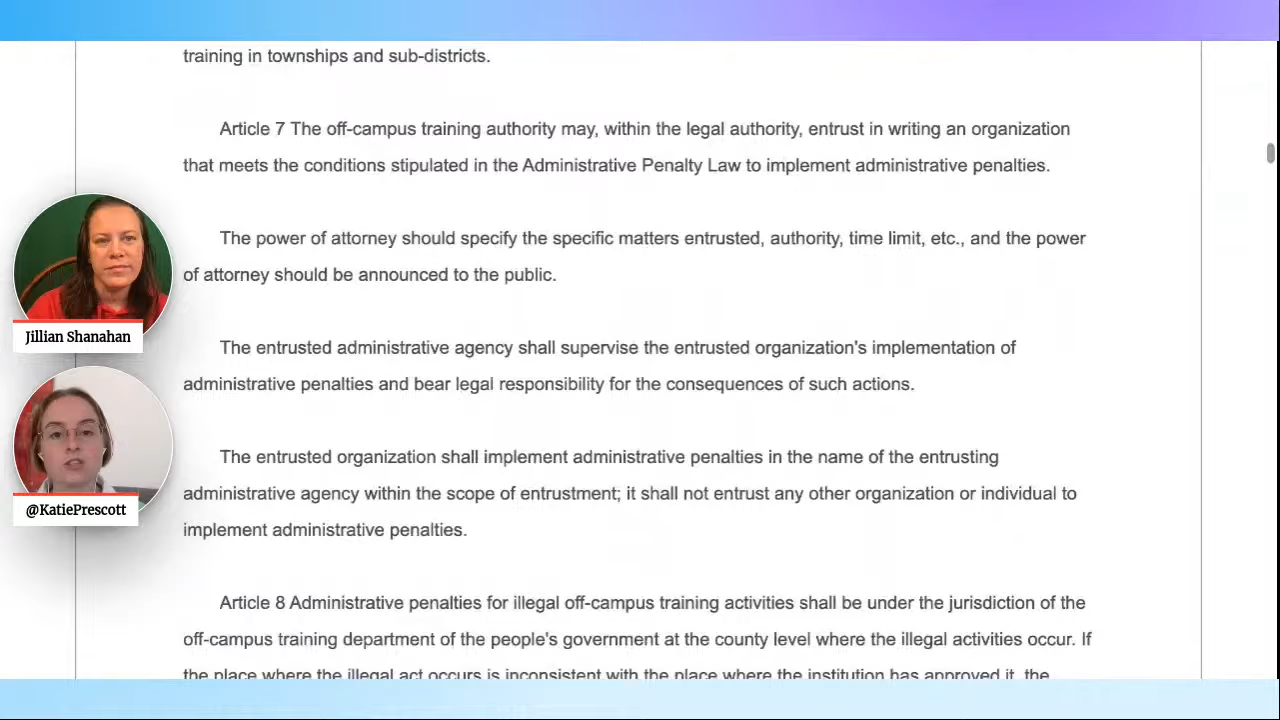 training in townships and sub-districts.
Article 7 The off-campus training authority may, within the legal authority, entrust in writing an organization
that meets the conditions stipulated in the Administrative Penalty Law to implement administrative penalties.
The power of attorney should specify the specific matters entrusted, authority, time limit, etc., and the power
of attorney should be announced to the public.
The entrusted administrative agency shall supervise the entrusted organization's implementation of
administrative penalties and bear legal responsibility for the consequences of such actions.
The entrusted organization shall implement administrative penalties in the name of the entrusting
administrative agency within the scope of entrustment; it shall not entrust any other organization or individual to
implement administrative penalties.
Article 8 Administrative penalties for illegal off-campus training activities shall be under the jurisdiction of the
off-campus training department of the people's government at the county level where the illegal activities occur. If
the place where the illegal act occurs is inconsistent with the place where the institution has approved it, the
Jillian Shanahan
@KatiePrescott